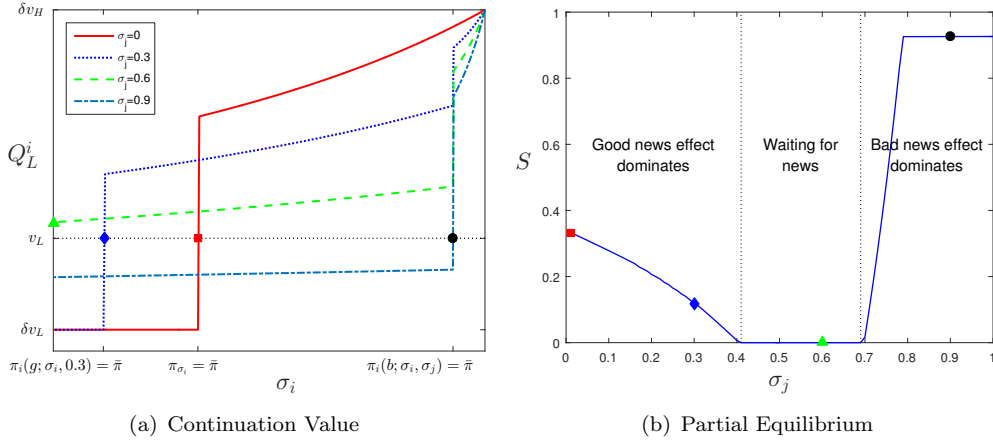 δv_H
σ_j=0
σ_j=0.3
σ_j=0.6
σ_j=0.9
Q_L^i
v_L
δv_L
π_i(g; σ_i, 0.3) = π̄
π_{σ_i} = π̄
π_i(b; σ_i, σ_j) = π̄
σ_i
(a) Continuation Value
1
0.8
0.6
0.4
0.2
0
S
Good news effect
dominates
Waiting for
news
Bad news effect
dominates
0 0.1 0.2 0.3 0.4 0.5 0.6 0.7 0.8 0.9 1
σ_j
(b) Partial Equilibrium